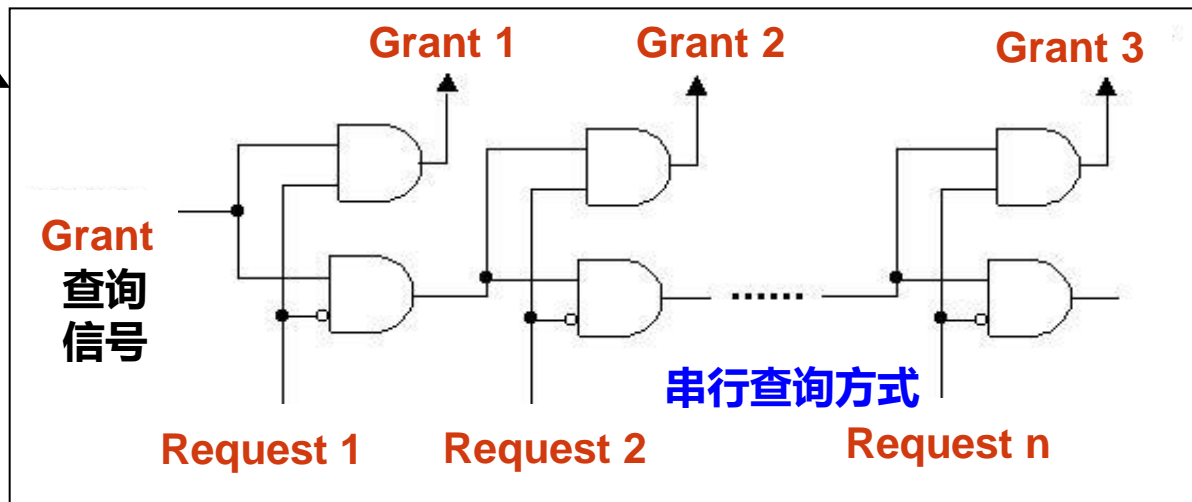 Grant 1
Grant 2
Grant 3
Grant
查询
信号
串行查询方式
Request 1
Request 2
Request n